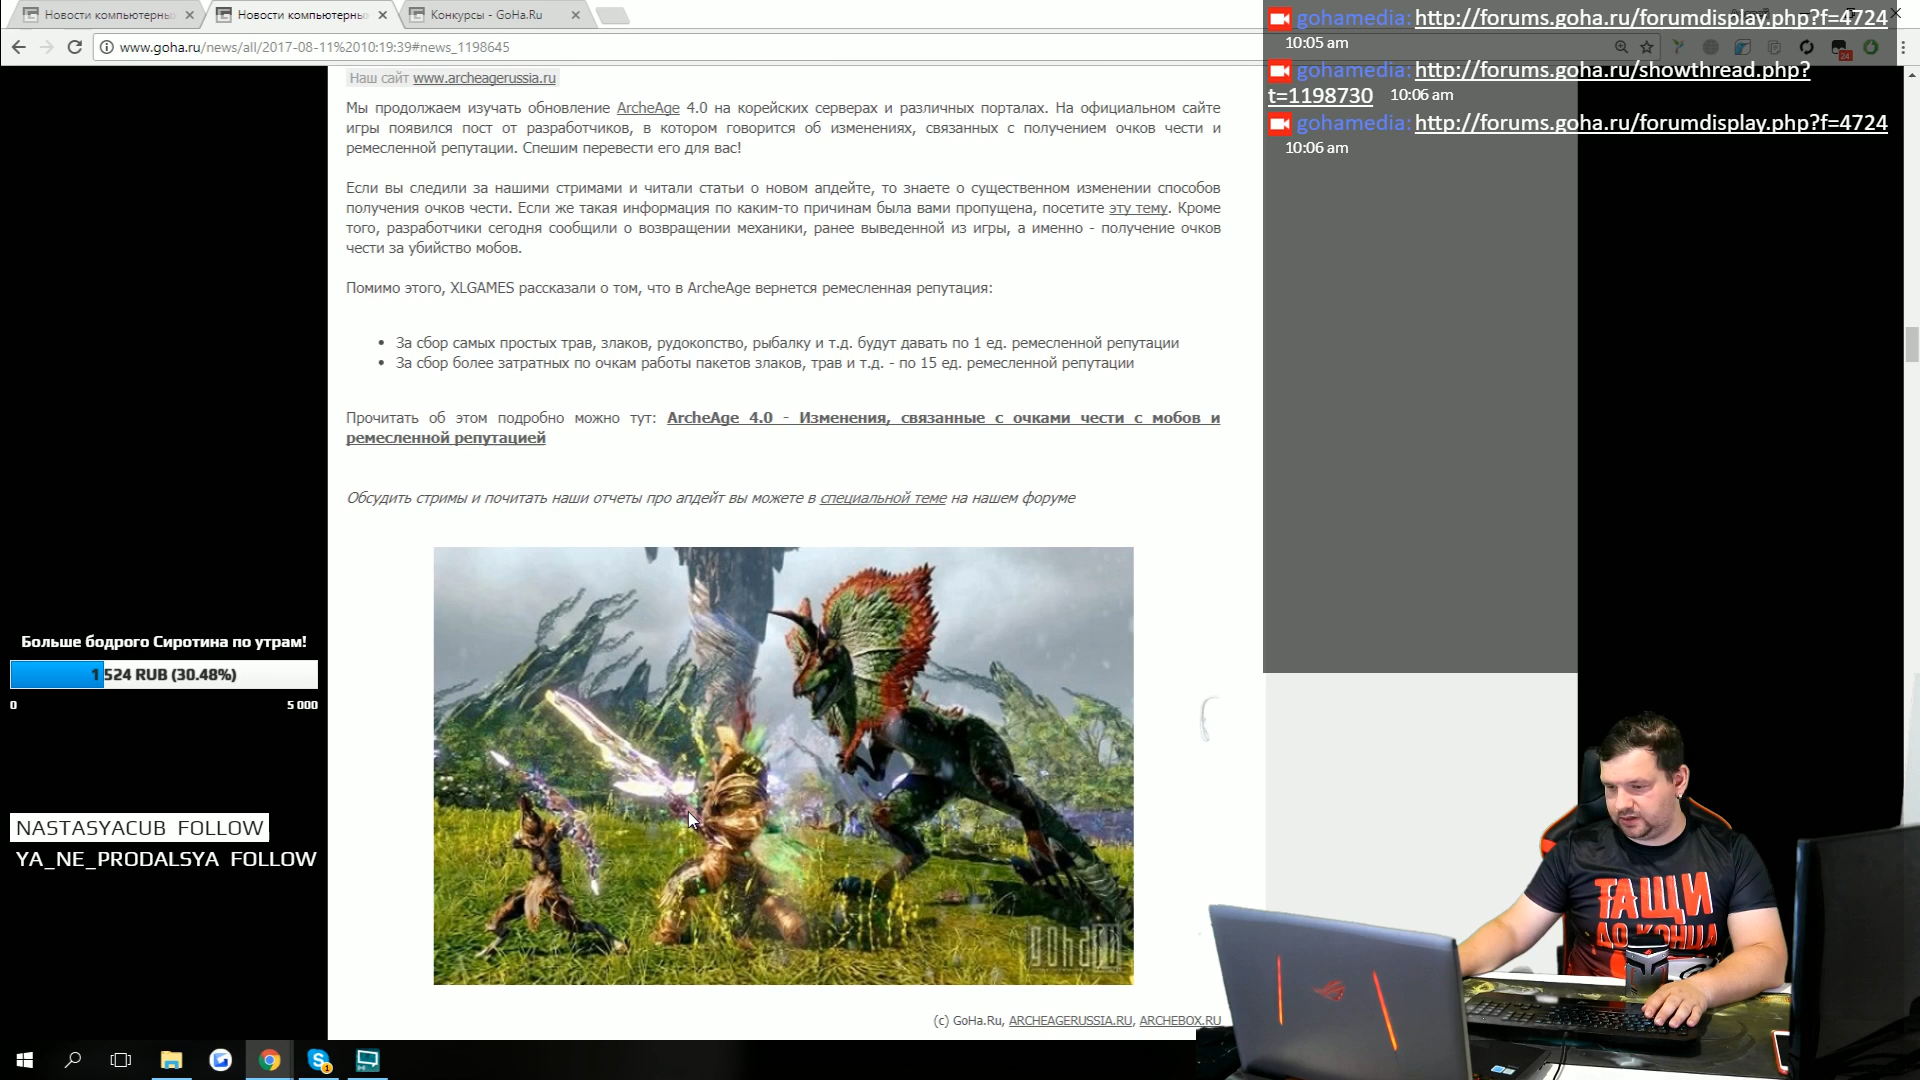 Новости компьютерны
Новости компьютерны
Конкурсы - GoHa.Ru
www.goha.ru/news/all/2017-08-11%2010:19:39#news_1198645
gohamedia: http://forums.goha.ru/forumdisplay.php?f=4724
10:05 am
gohamedia: http://forums.goha.ru/showthread.php?
t=1198730 10:06 am
gohamedia: http://forums.goha.ru/forumdisplay.php?f=4724
10:06 am
Наш сайт www.archeagerussia.ru
Мы продолжаем изучать обновление ArcheAge 4.0 на корейских серверах и различных порталах. На официальном сайте
игры появился пост от разработчиков, в котором говорится об изменениях, связанных с получением очков чести и
ремесленной репутации. Спешим перевести его для вас!
Если вы следили за нашими стримами и читали статьи о новом апдейте, то знаете о существенном изменении способов
получения очков чести. Если же такая информация по каким-то причинам была вами пропущена, посетите эту тему. Кроме
того, разработчики сегодня сообщили о возвращении механики, ранее выведенной из игры, а именно - получение очков
чести за убийство мобов.
Помимо этого, XLGAMES рассказали о том, что в ArcheAge вернется ремесленная репутация:
• За сбор самых простых трав, злаков, рудокопство, рыбалку и т.д. будут давать по 1 ед. ремесленной репутации
• За сбор более затратных по очкам работы пакетов злаков, трав и т.д. - по 15 ед. ремесленной репутации
Прочитать об этом подробно можно тут: ArcheAge 4.0 - Изменения, связанные с очками чести с мобов и
ремесленной репутацией
Обсудить стримы и почитать наши отчеты про апдейт вы можете в специальной теме на нашем форуме
Больше бодрого Сиротина по утрам!
1 524 RUB (30.48%)
0 5 000
NASTASYACUB FOLLOW
YA_NE_PRODALSYA FOLLOW
ТАЩИ
ДО КОНЦА
(c) GoHa.Ru, ARCHEAGERUSSIA.RU, ARCHEBOX.RU